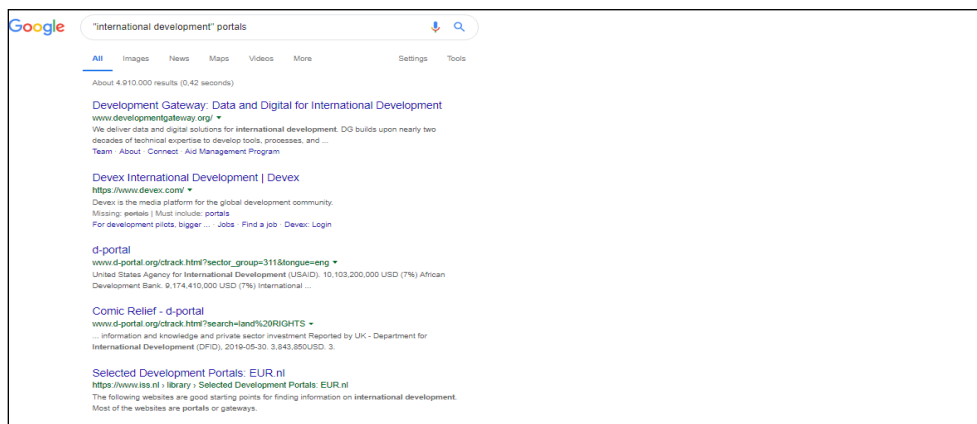 Google
"international development" portals
All Images News Maps Videos More Settings Tools
About 4.910.000 results (0,42 seconds)
Development Gateway: Data and Digital for International Development
www.developmentgateway.org/
We deliver data and digital solutions for international development. DG builds upon nearly two
decades of technical expertise to develop tools, processes, and ...
Team · About · Connect · Aid Management Program
Devex International Development | Devex
https://www.devex.com/
Devex is the media platform for the global development community.
Missing: portals | Must include: portals
For development pilots, bigger ... · Jobs · Find a job · Devex: Login
d-portal
www.d-portal.org/ctrack.html?sector_group=311&tongue=eng
United States Agency for International Development (USAID). 10,103,200,000 USD (7%) African
Development Bank. 9,174,410,000 USD (7%) International ...
Comic Relief - d-portal
www.d-portal.org/ctrack.html?search=land%20RIGHTS
... information and knowledge and private sector investment Reported by UK - Department for
International Development (DFID), 2019-05-30. 3,843,850USD. 3.
Selected Development Portals: EUR.nl
https://www.iss.nl › library › Selected Development Portals: EUR.nl
The following websites are good starting points for finding information on international development.
Most of the websites are portals or gateways.